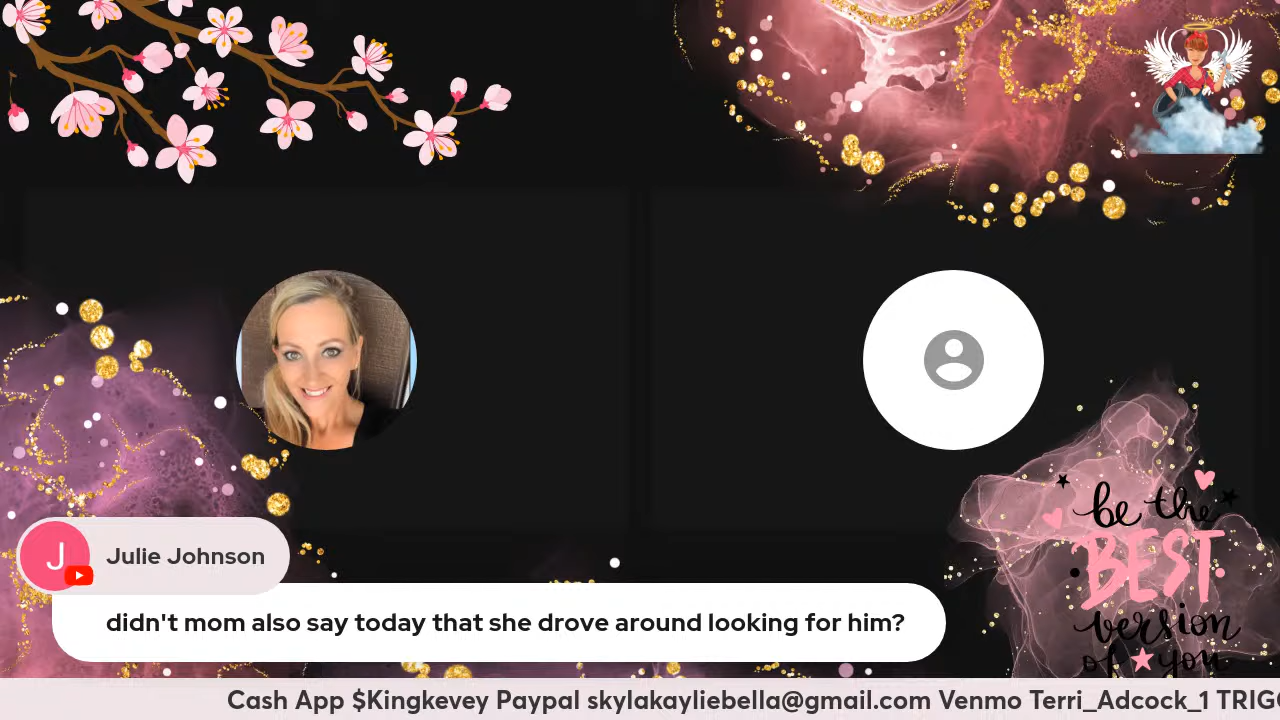 be the
BEST
version
of you
J
Julie Johnson
didn't mom also say today that she drove around looking for him?
Cash App $Kingkevey Paypal skylakayliebella@gmail.com Venmo Terri_Adcock_1